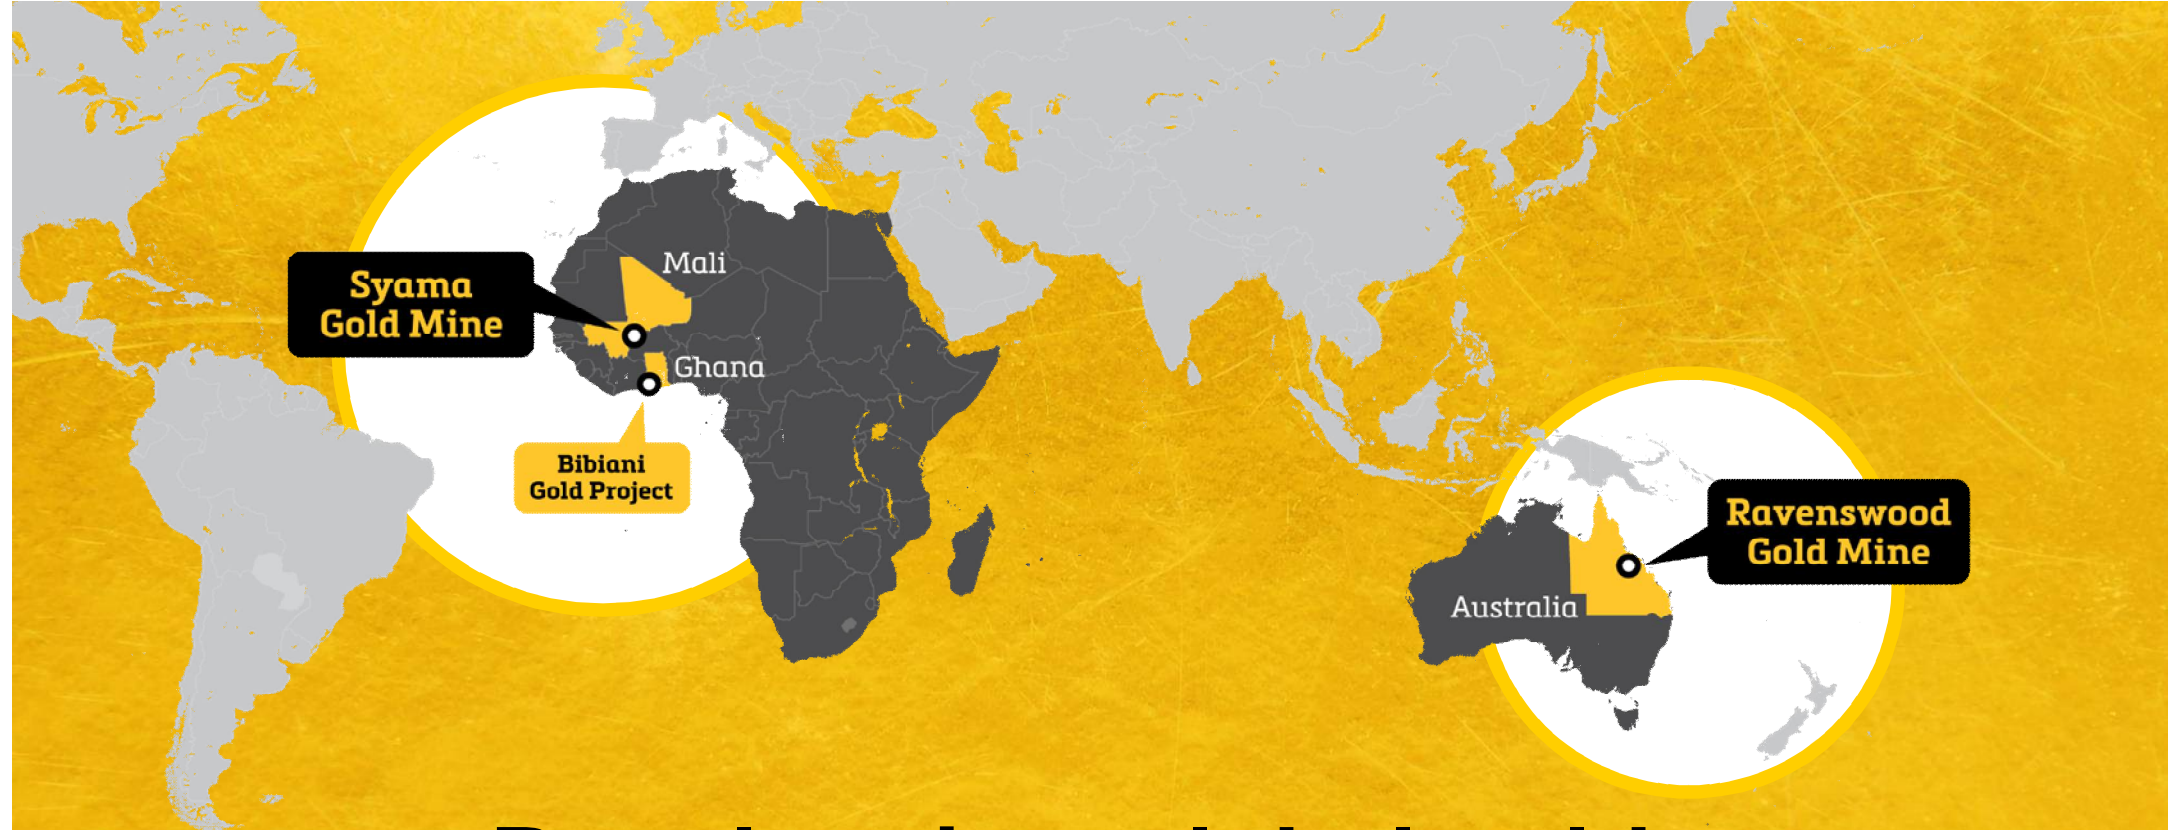 Mali
Syama
Gold Mine
Ghana
Bibiani
Gold Project
Ravenswood
Gold Mine
Australia